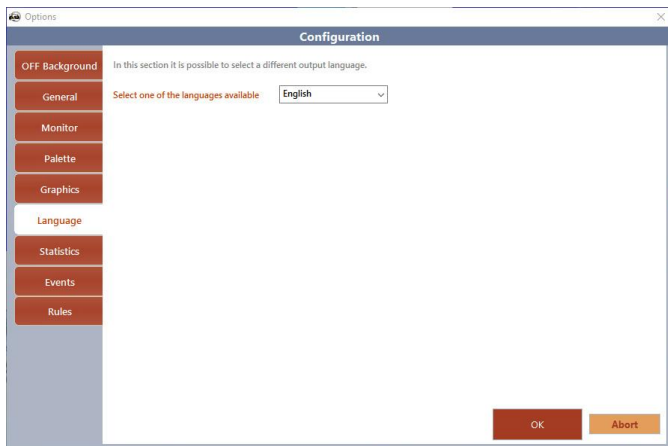 Options
Configuration
OFF Background
In this section it is possible to select a different output language.
General
Select one of the languages available
English
Monitor
Palette
Graphics
Language
Statistics
Events
Rules
OK
Abort